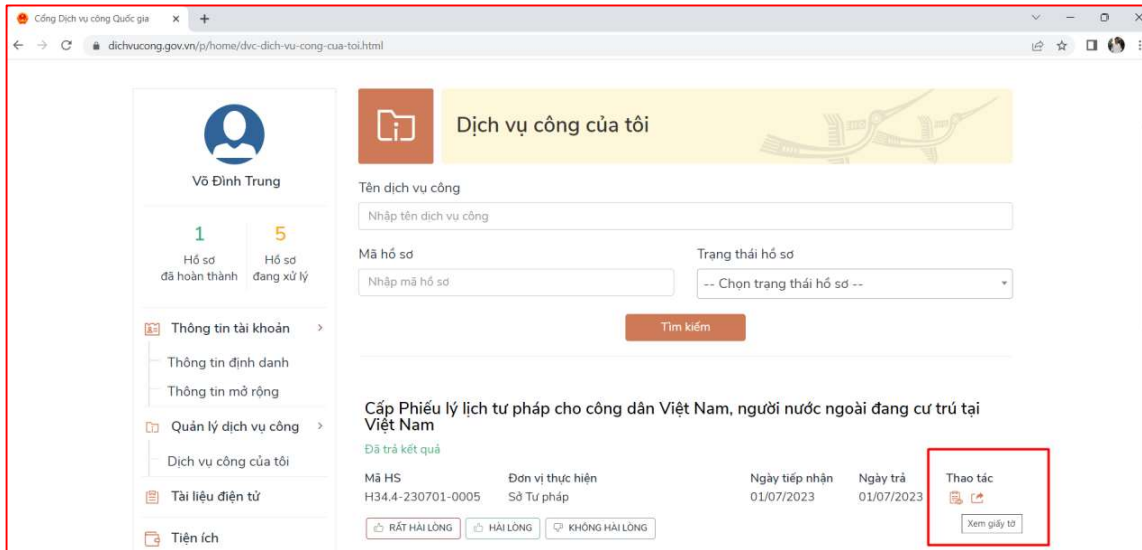 Cổng Dịch vụ công Quốc gia
dichvucong.gov.vn/p/home/dvc-dich-vu-cong-cua-toi.html
Võ Đình Trung
1 5
Hồ sơ đã hoàn thành
Hồ sơ đang xử lý
Thông tin tài khoản
Thông tin định danh
Thông tin mở rộng
Quản lý dịch vụ công
Dịch vụ công của tôi
Tài liệu điện tử
Tiện ích
Dịch vụ công của tôi
Tên dịch vụ công
Nhập tên dịch vụ công
Mã hồ sơ
Nhập mã hồ sơ
Trạng thái hồ sơ
-- Chọn trạng thái hồ sơ --
Tìm kiếm
Cấp Phiếu lý lịch tư pháp cho công dân Việt Nam, người nước ngoài đang cư trú tại
Việt Nam
Đã trả kết quả
Mã HS Đơn vị thực hiện Ngày tiếp nhận Ngày trả Thao tác
H34.4-230701-0005 Sở Tư pháp 01/07/2023 01/07/2023
Xem giấy tờ
RẤT HÀI LÒNG HÀI LÒNG KHÔNG HÀI LÒNG